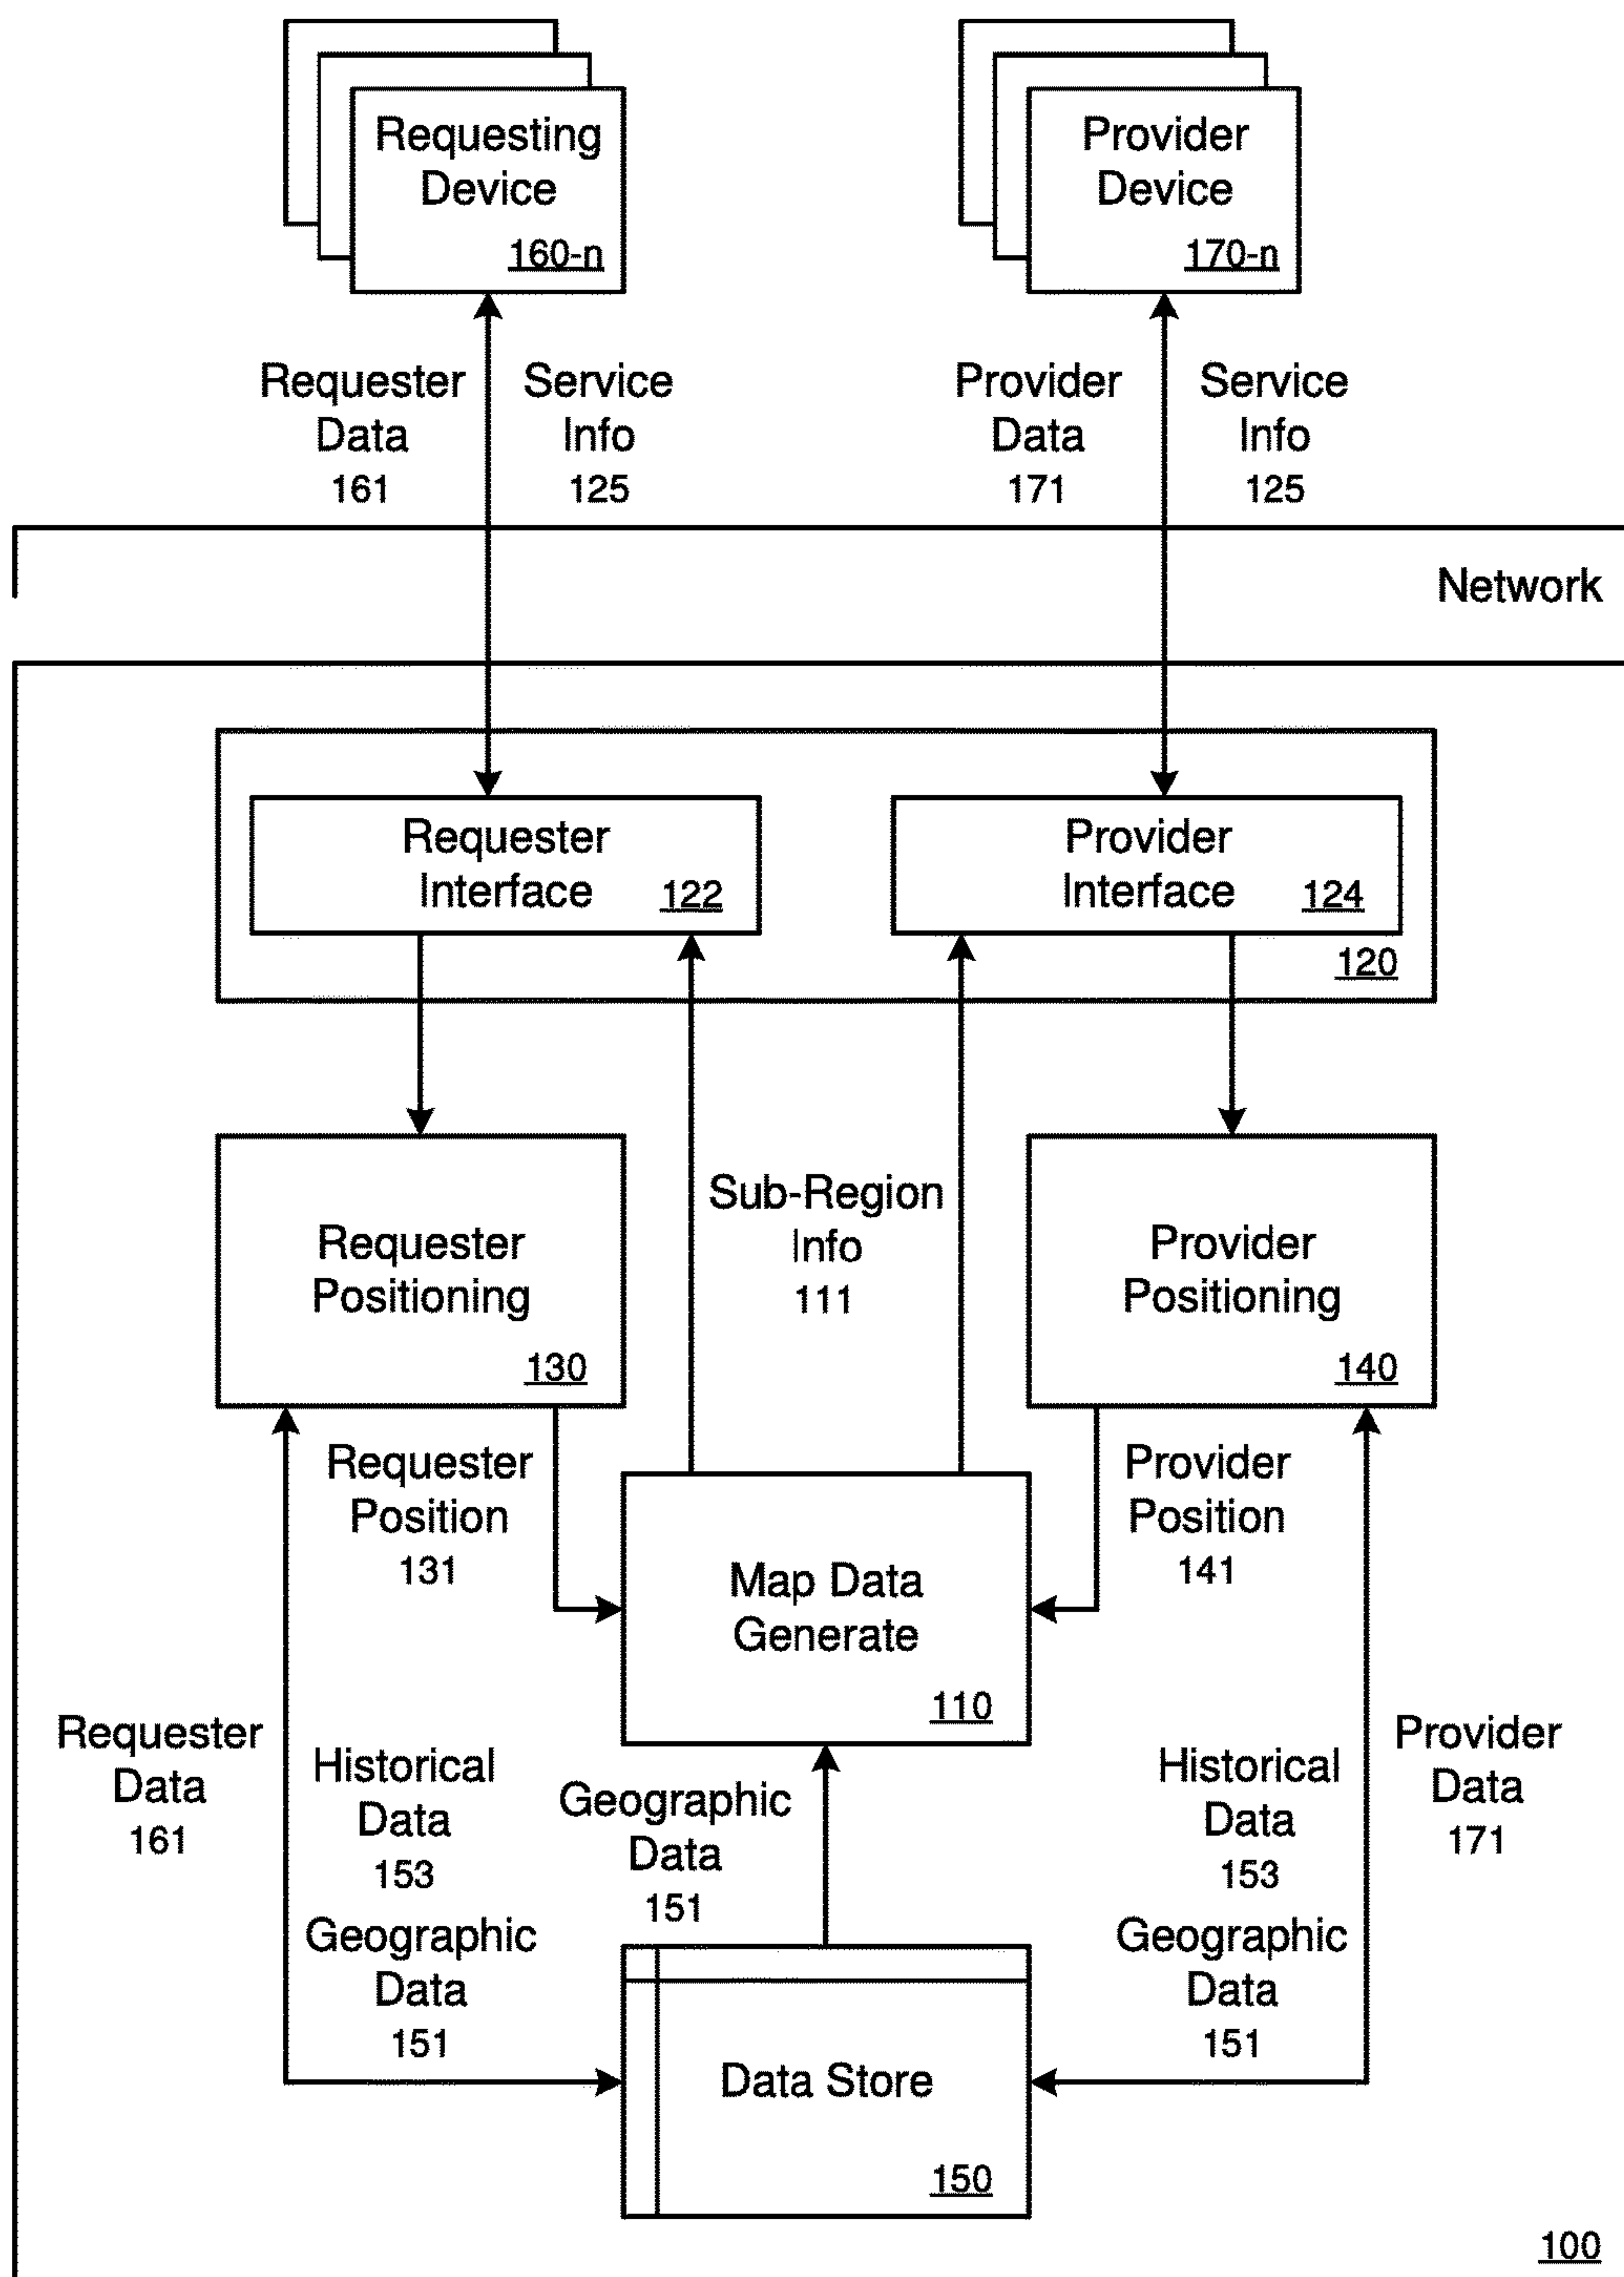 Requesting
Device
160-n
Provider
Device
170-n
Requester
Data
161
Service
Info
125
Provider
Data
171
Service
Info
125
Network
Requester
Interface
122
Provider
Interface
124
120
Requester
Positioning
130
Sub-Region
Info
111
Provider
Positioning
140
Requester
Position
131
Provider
Position
141
Map Data
Generate
110
Requester
Data
161
Historical
Data
153
Geographic
Data
151
Geographic
Data
151
Historical
Data
153
Geographic
Data
151
Provider
Data
171
Data Store
150
100